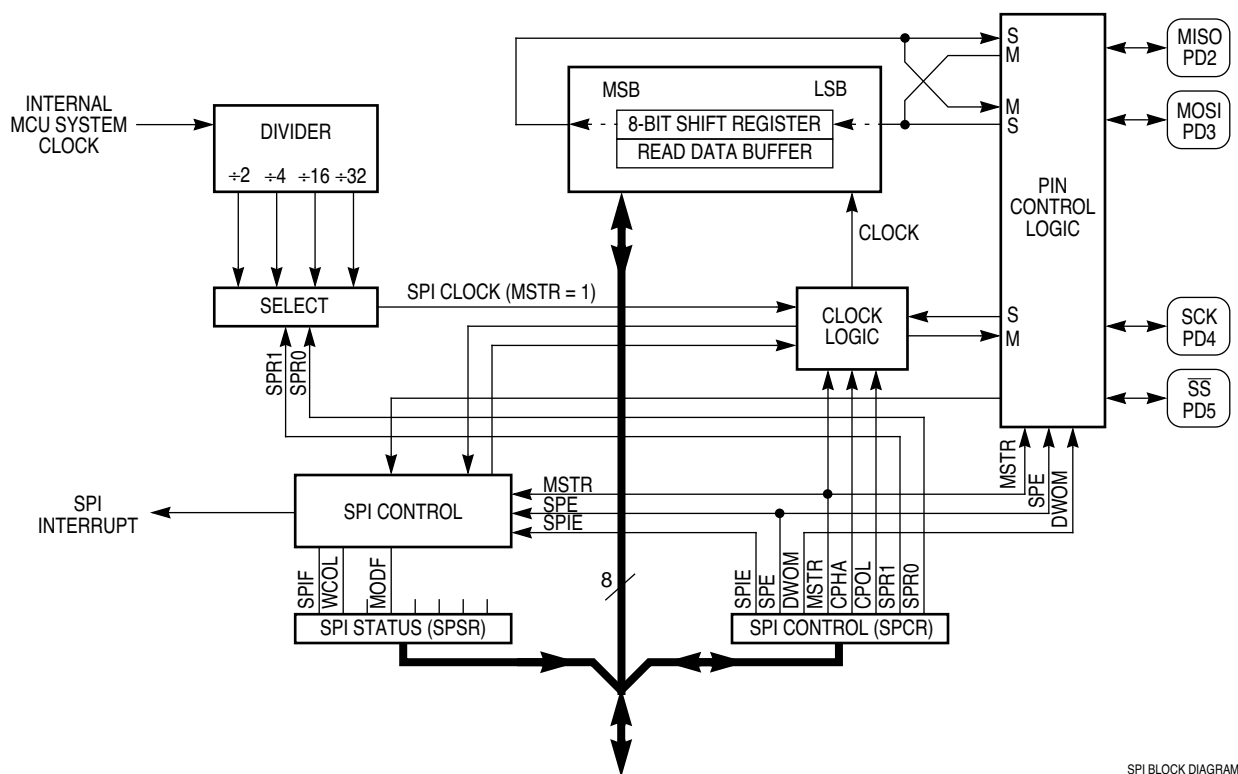 INTERNAL
MCU SYSTEM
CLOCK
DIVIDER
÷2 ÷4 ÷16 ÷32
SELECT
SPR1
SPR0
SPI CLOCK (MSTR = 1)
MSB LSB
8-BIT SHIFT REGISTER
READ DATA BUFFER
CLOCK
CLOCK
LOGIC
S
M
M
S
PIN
CONTROL
LOGIC
S
M
MISO
PD2
MOSI
PD3
SCK
PD4
SS
PD5
MSTR
SPE
DWOM
SPI
INTERRUPT
SPI CONTROL
MSTR
SPE
SPIE
SPIF
WCOL
MODF
SPI STATUS (SPSR)
8
SPIE
SPE
DWOM
MSTR
CPHA
CPOL
SPR1
SPR0
SPI CONTROL (SPCR)
SPI BLOCK DIAGRAM